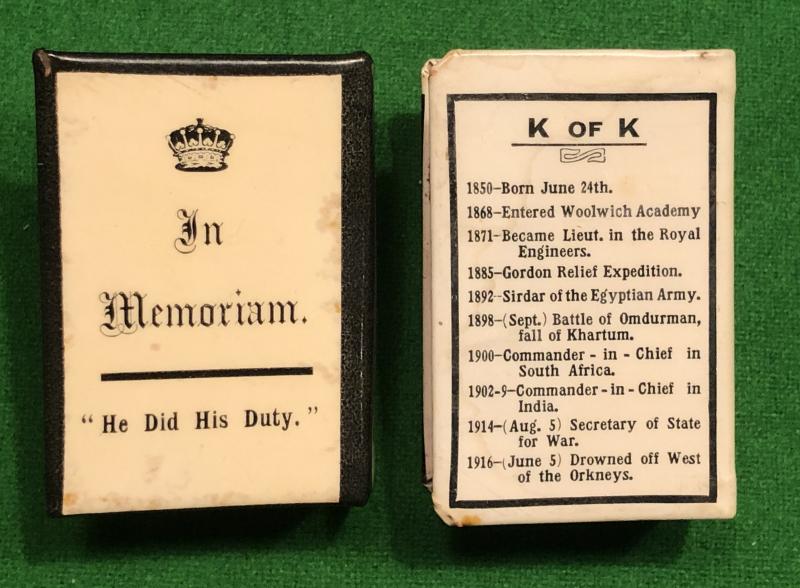 In
Memoriam.
"He Did His Duty."
K OF K
1850-Born June 24th.
1868-Entered Woolwich Academy
1871-Became Lieut. in the Royal
Engineers.
1885-Gordon Relief Expedition.
1892-Sirdar of the Egyptian Army.
1898-(Sept.) Battle of Omdurman,
fall of Khartum.
1900-Commander - in - Chief in
South Africa.
1902-9-Commander - in - Chief in
India.
1914-(Aug. 5) Secretary of State
for War.
1916-(June 5) Drowned off West
of the Orkneys.